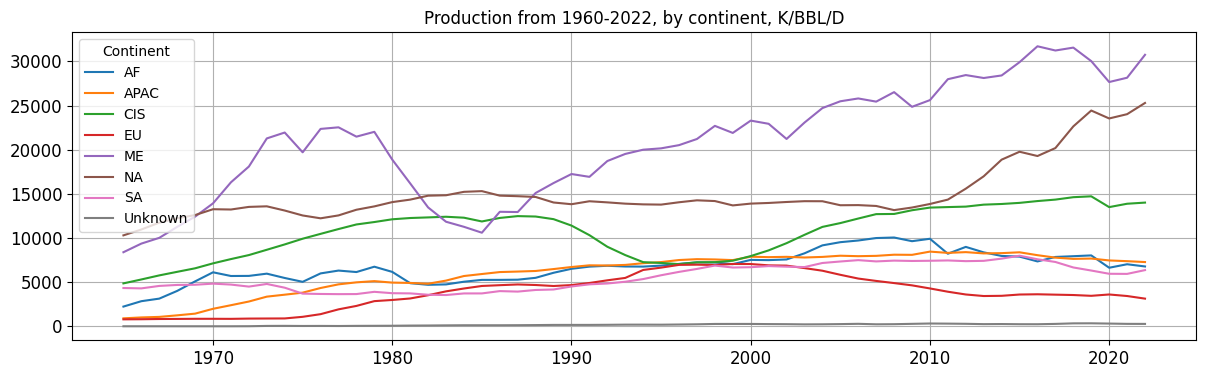 Production from 1960-2022, by continent, K/BBL/D
Continent
AF
APAC
CIS
EU
ME
NA
SA
Unknown
30000
25000
20000
15000
10000
5000
0
1970 1980 1990 2000 2010 2020